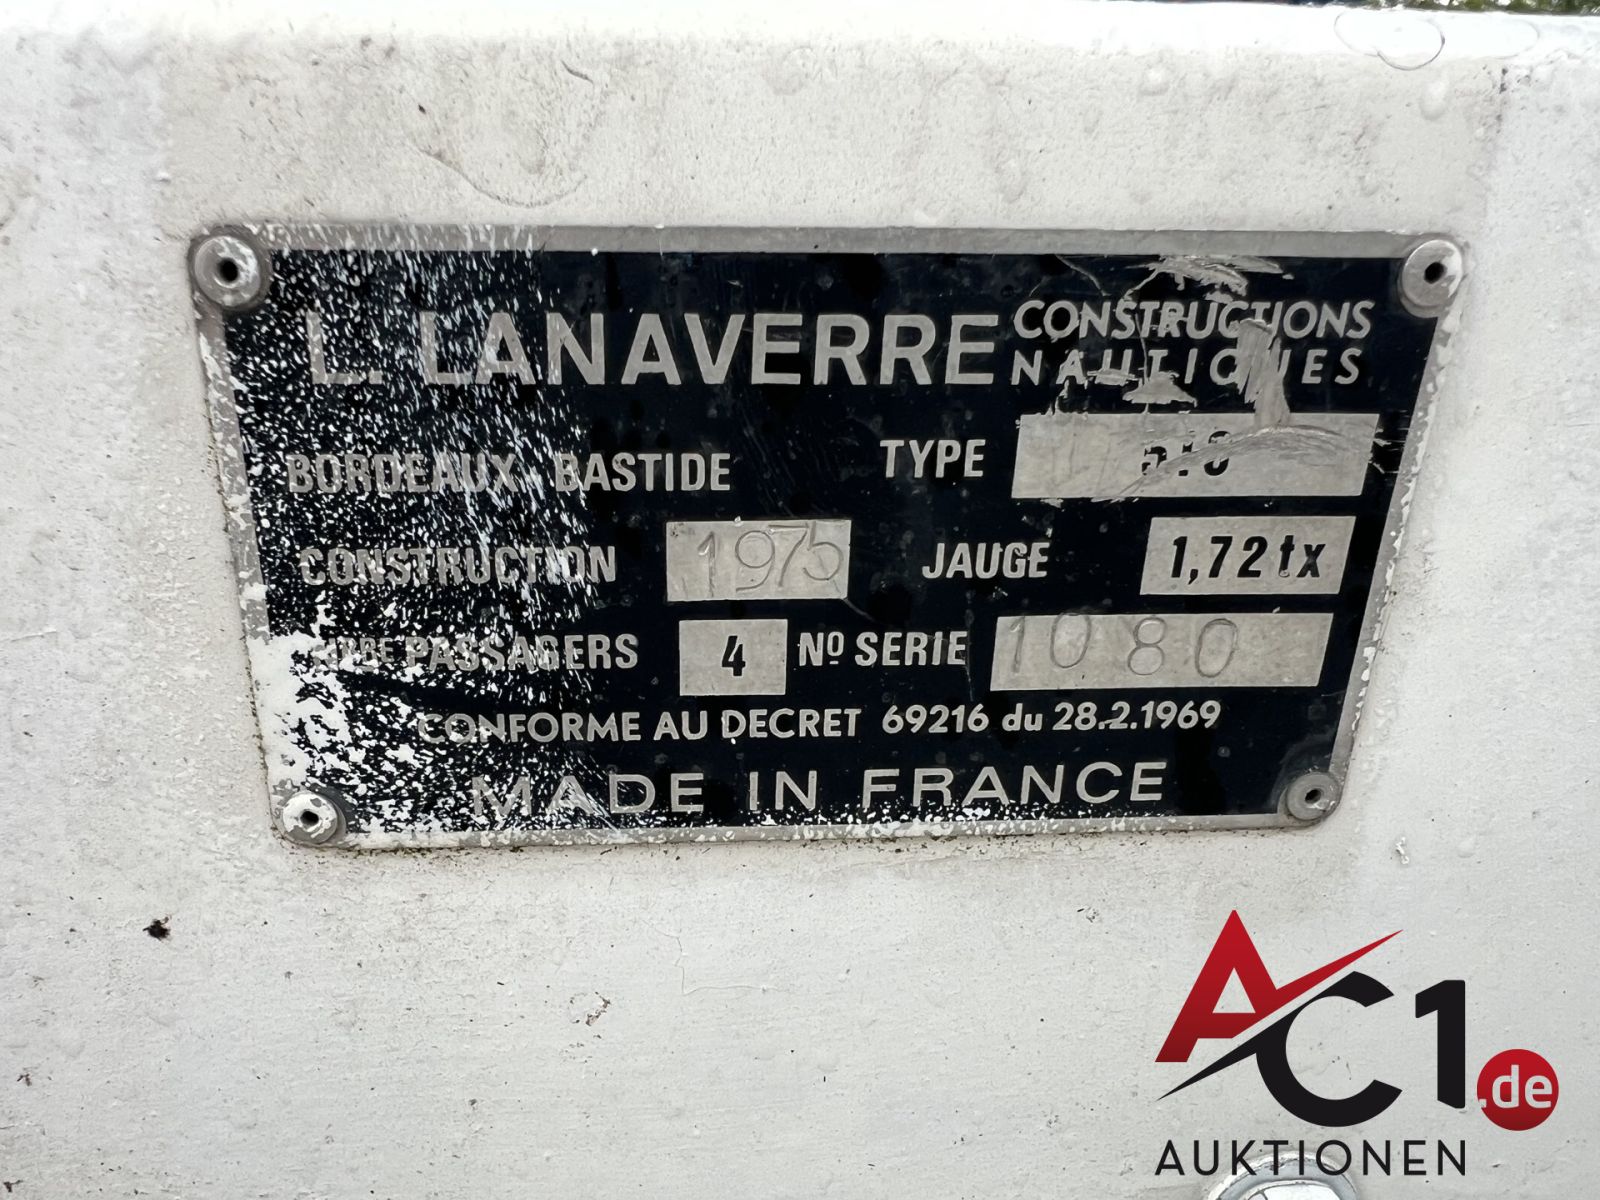 L. LANAVERRE CONSTRUCTIONS NAUTIQUES
BORDEAUX BASTIDE TYPE 510
CONSTRUCTION 1975 JAUGE 1,72 tx
PASSAGERS 4 Nº SERIE 1080
CONFORME AU DECRET 69216 du 28.2.1969
MADE IN FRANCE
AC1.de
AUKTIONEN